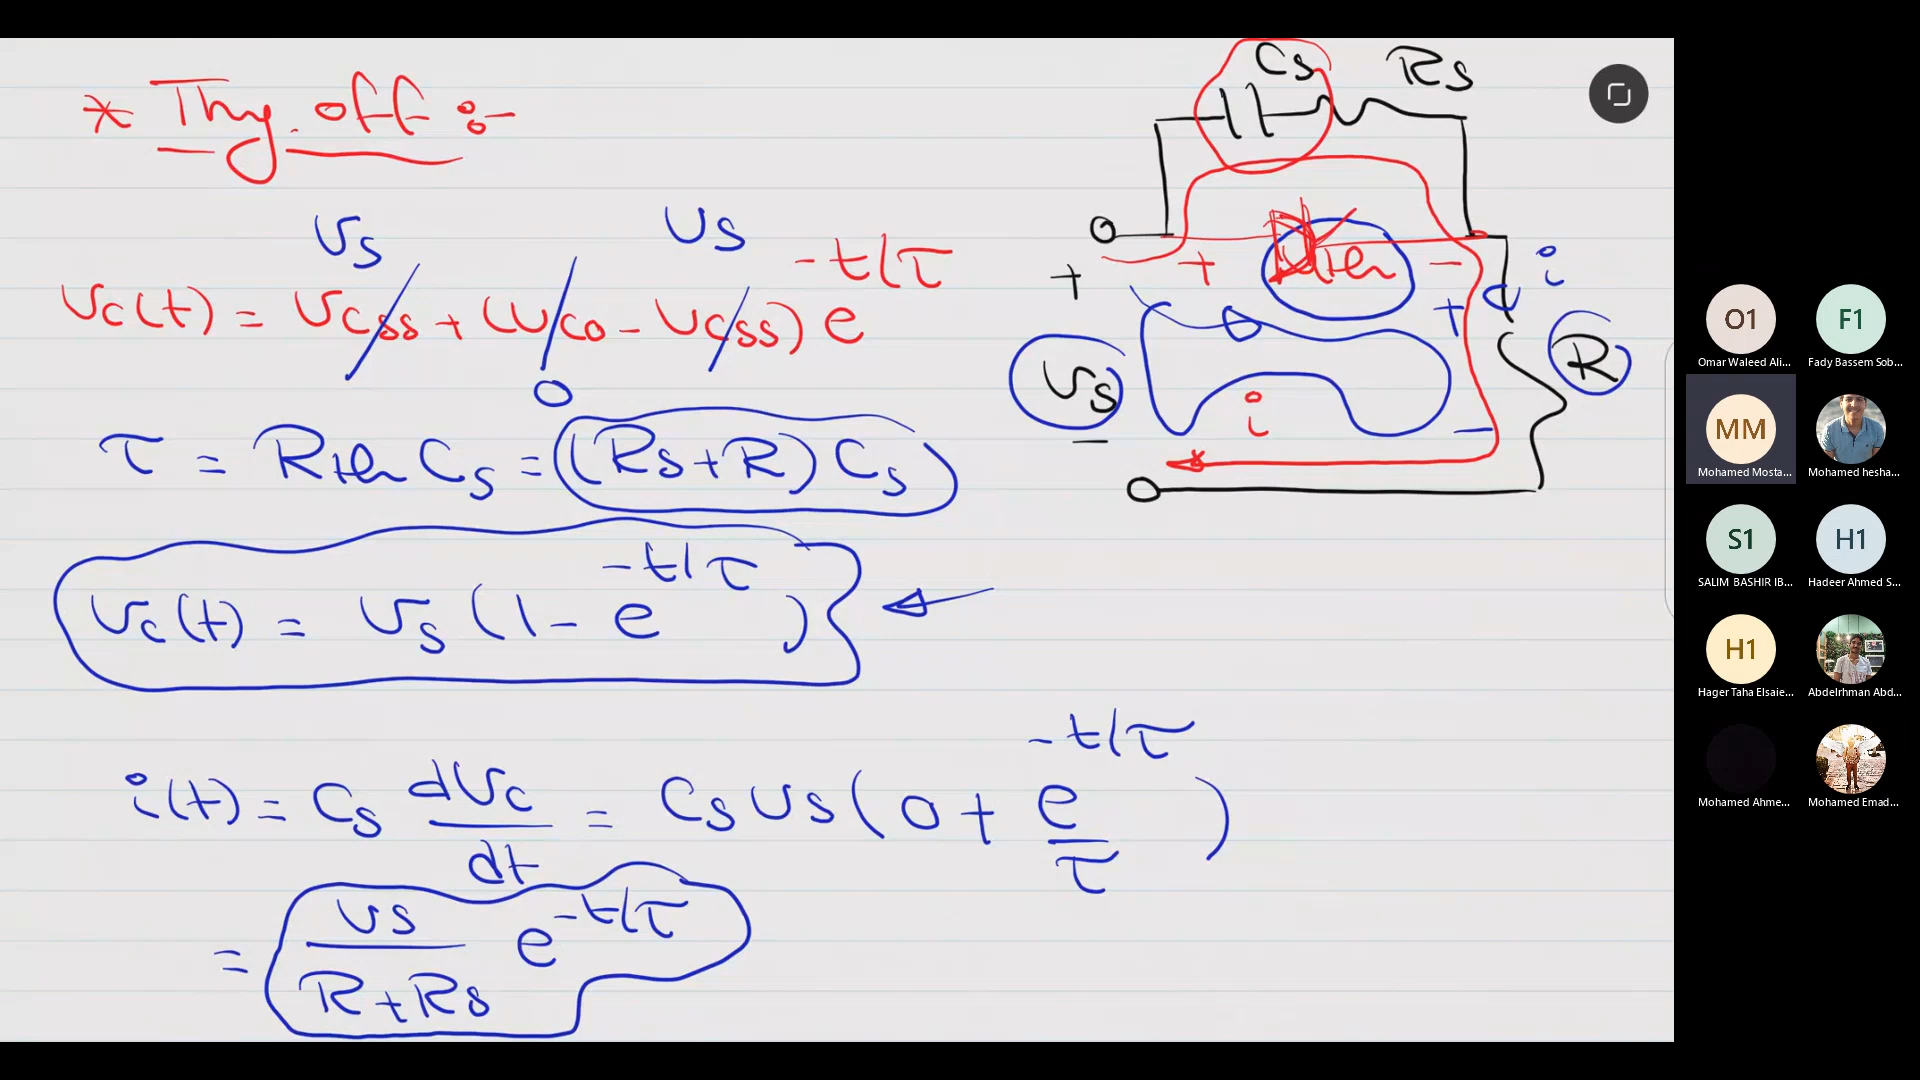 * Thy. off :-
Vs Vs
Vc(t) = Vcss + (Vco - Vcss) e -t/τ
0
τ = Rth Cs = (Rs+R) Cs
Vc(t) = Vs (1 - e -t/τ)
i(t) = Cs dVc/dt = Cs Vs (0 + e -t/τ / τ)
= Vs/R+Rs e -t/τ
Cs Rs
+ -
+ i
+
Vs R
i
- -
O1 F1
Omar Waleed Ali... Fady Bassem Sob...
MM
Mohamed Mosta... Mohamed hesha...
S1 H1
SALIM BASHIR IB... Hadeer Ahmed S...
H1
Hager Taha Elsaie... Abdelrhman Abd...
Mohamed Ahme... Mohamed Emad...